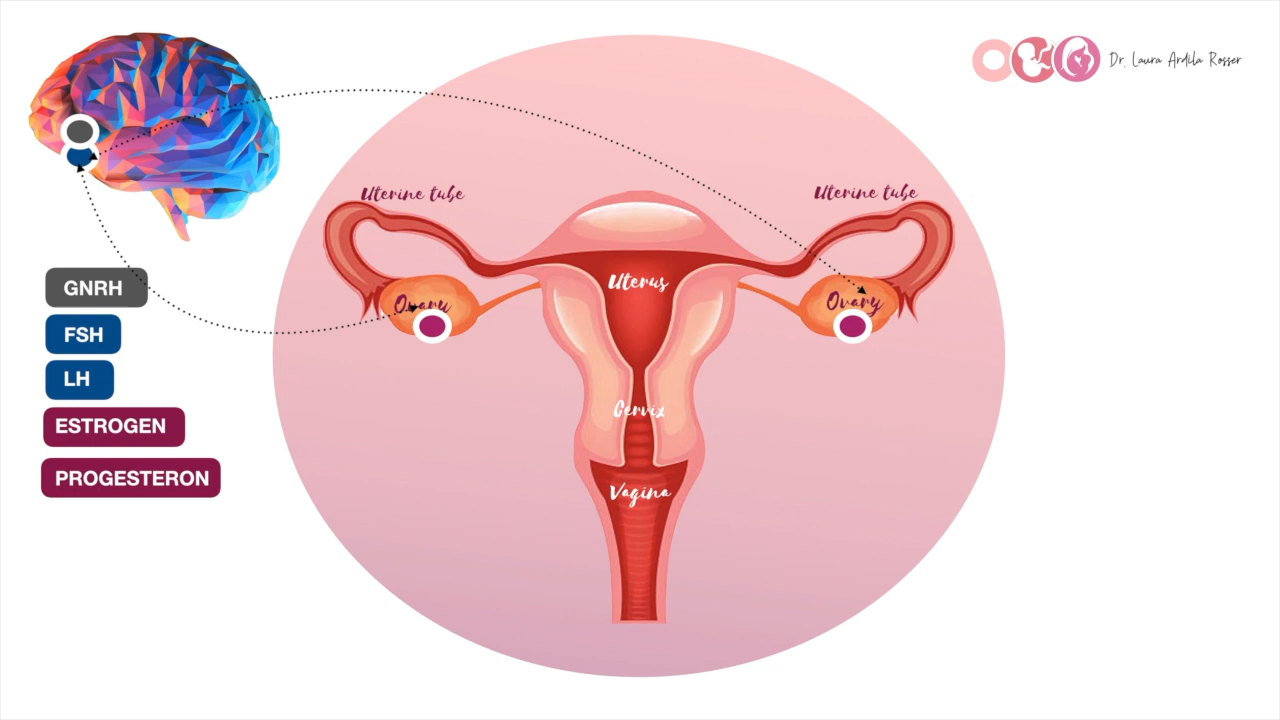 Dr. Laura Ardila Rosser
Uterine tube
Uterine tube
Uterus
Ovary
Ovary
GNRH
FSH
LH
ESTROGEN
PROGESTERON
Cervix
Vagina